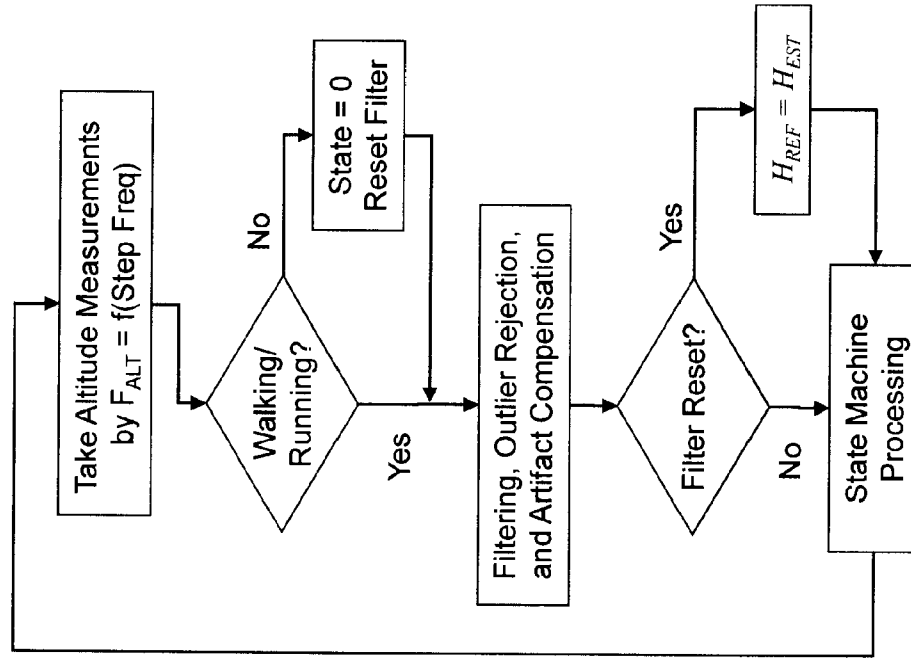 Take Altitude Measurements
by F_ALT = f(Step Freq)
Walking/
Running?
No
State = 0
Reset Filter
Yes
Filtering, Outlier Rejection,
and Artifact Compensation
Filter Reset?
Yes
H_REF = H_EST
No
State Machine
Processing